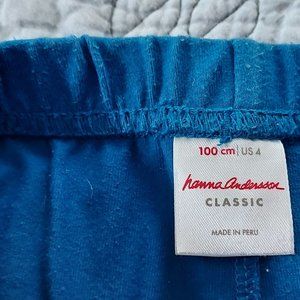 100 cm | US 4
hanna andersson
CLASSIC
MADE IN PERU